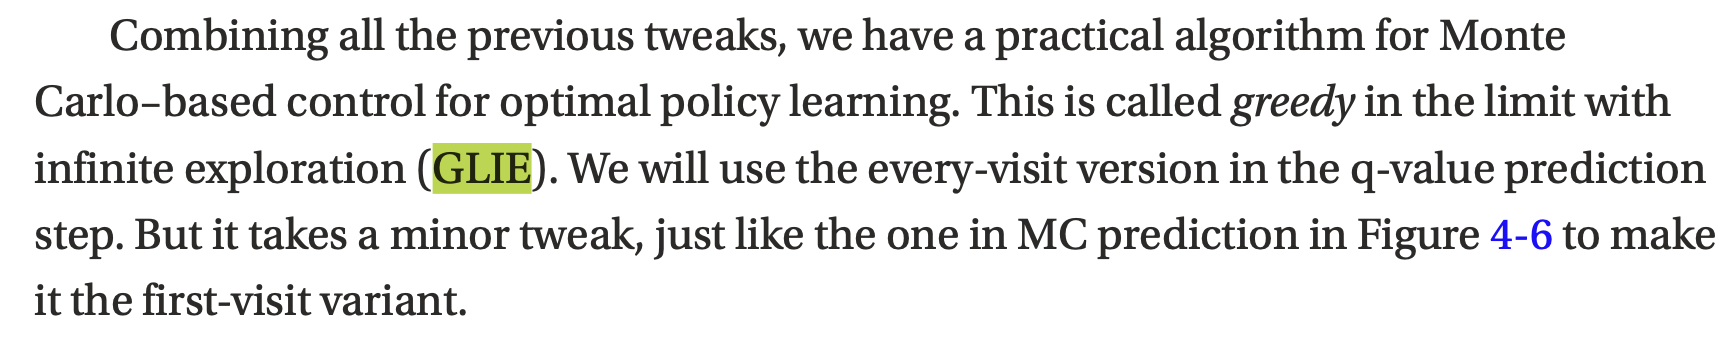 Combining all the previous tweaks, we have a practical algorithm for Monte
Carlo–based control for optimal policy learning. This is called greedy in the limit with
infinite exploration (GLIE). We will use the every-visit version in the q-value prediction
step. But it takes a minor tweak, just like the one in MC prediction in Figure 4-6 to make
it the first-visit variant.